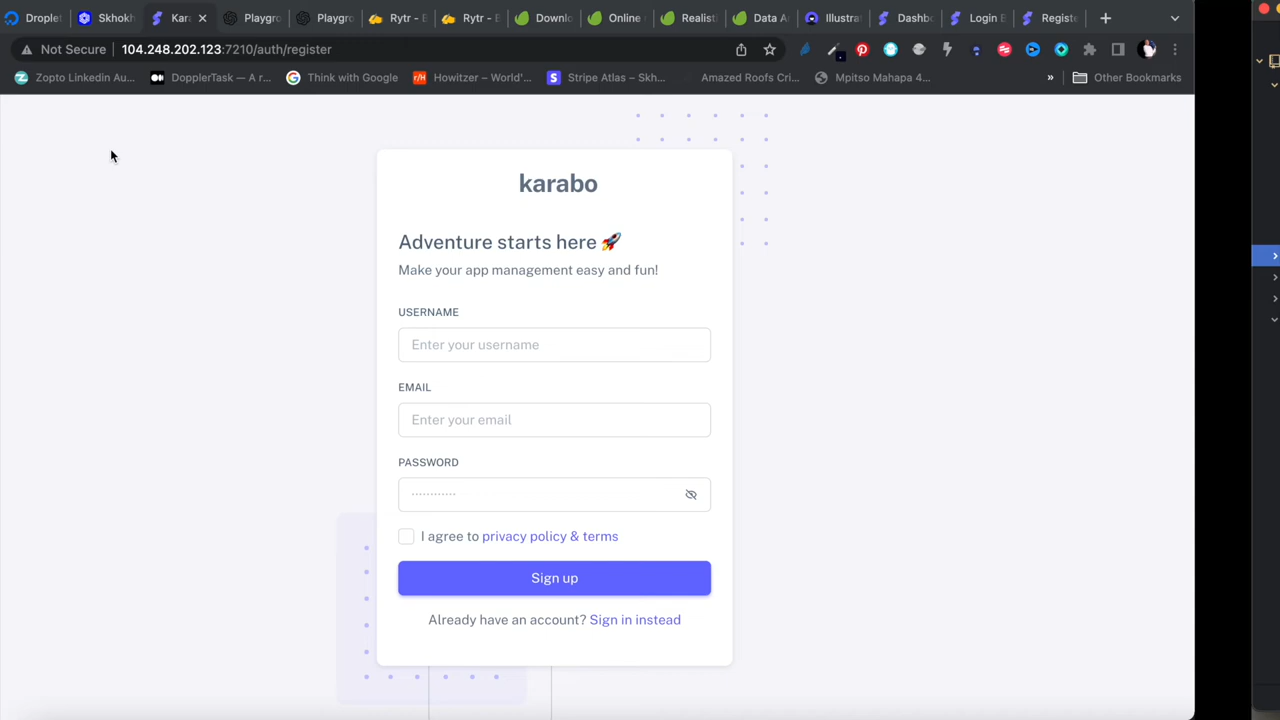 Droplet
Skhokh
Kara
Playgro
Playgro
Rytr - E
Rytr - B
Downlo
Online
Realisti
Data A
Illustrat
Dashbo
Login B
Registe
Not Secure
104.248.202.123:7210/auth/register
Zopto Linkedin Au...
DopplerTask — A r...
Think with Google
Howitzer – World'...
Stripe Atlas – Skh...
Amazed Roofs Cri...
Mpitso Mahapa 4...
»
Other Bookmarks
karabo
Adventure starts here 🚀
Make your app management easy and fun!
USERNAME
Enter your username
EMAIL
Enter your email
PASSWORD
············
I agree to privacy policy & terms
Sign up
Already have an account? Sign in instead